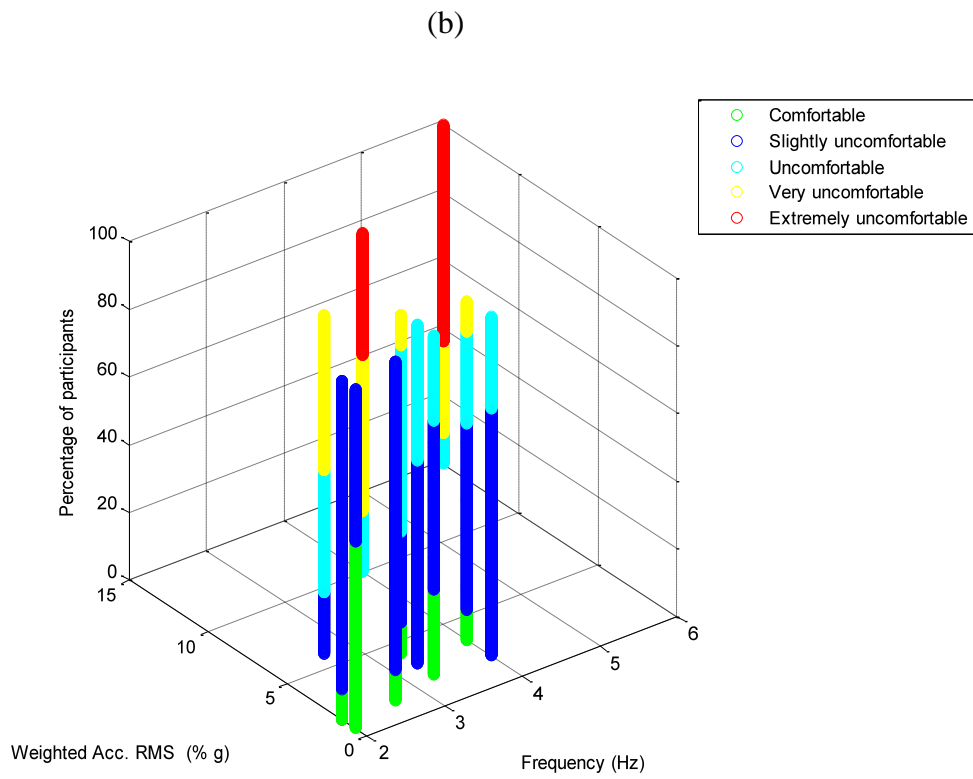 (b)
Comfortable
Slightly uncomfortable
Uncomfortable
Very uncomfortable
Extremely uncomfortable
100
80
60
40
20
0
Percentage of participants
15
10
5
0
Weighted Acc. RMS (% g)
2
3
4
5
6
Frequency (Hz)